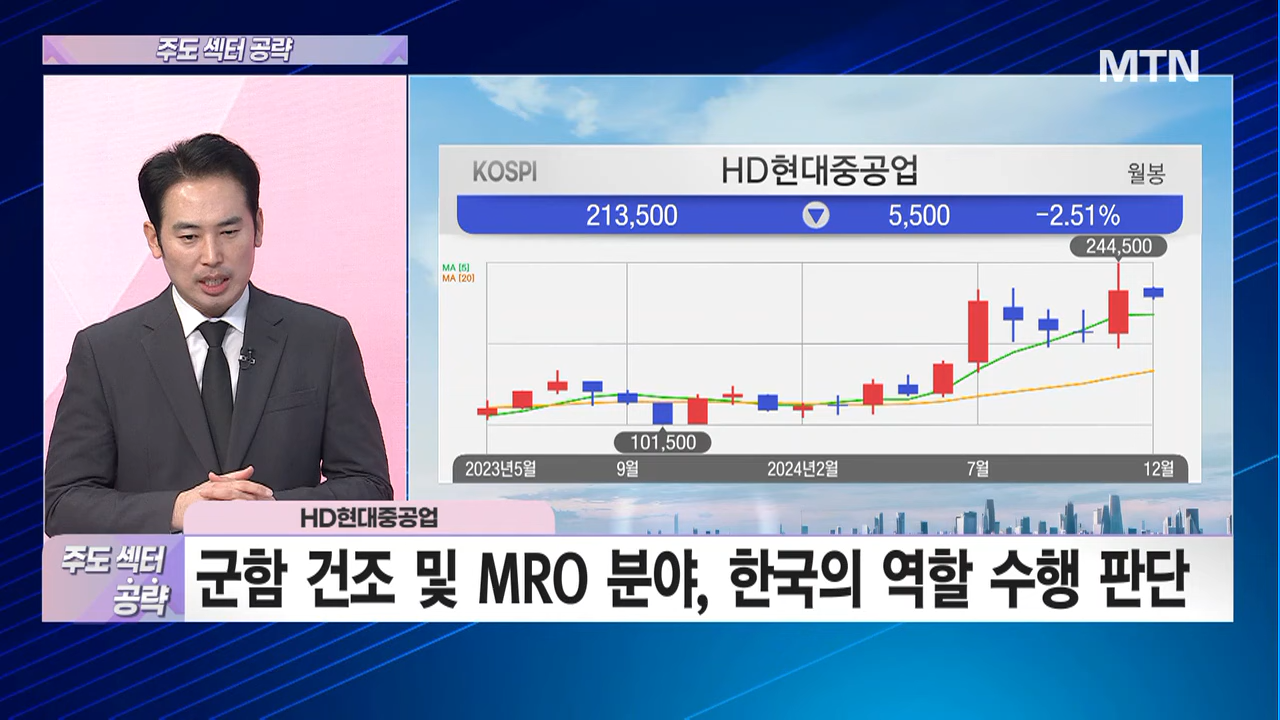 주도 섹터 공략
MTN
KOSPI
HD현대중공업
월봉
213,500
5,500
-2.51%
244,500
MA [5]
MA [20]
101,500
2023년5월
9월
2024년2월
7월
12월
HD현대중공업
주도 섹터
공략
군함 건조 및 MRO 분야, 한국의 역할 수행 판단